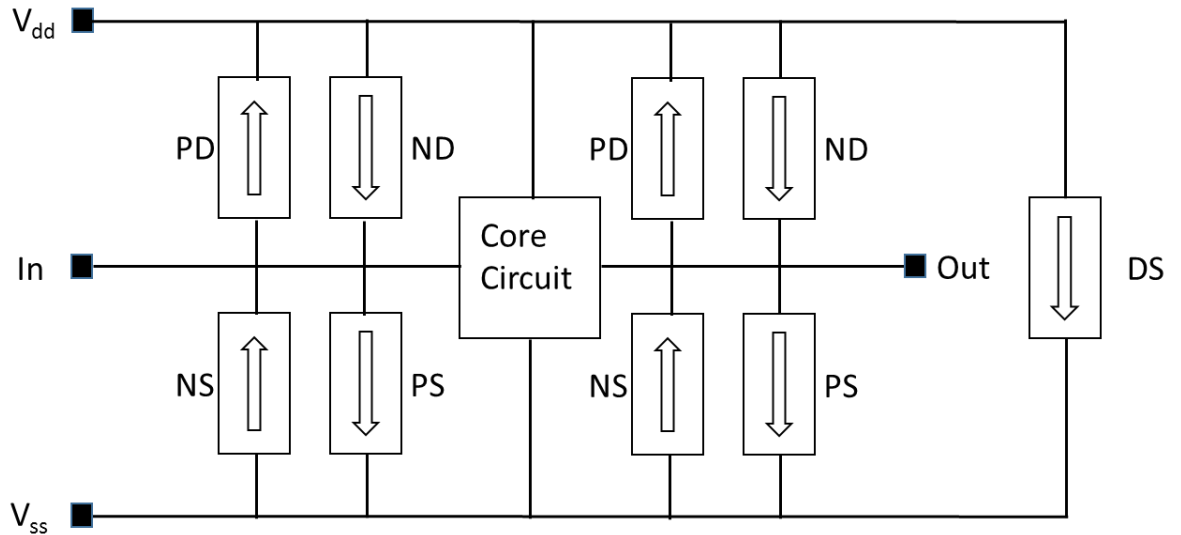 Vdd
PD
ND
PD
ND
Core
Circuit
In
Out
DS
NS
PS
NS
PS
Vss